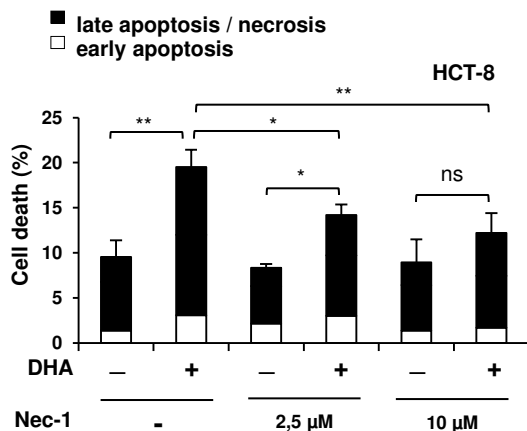 late apoptosis / necrosis
early apoptosis
HCT-8
**
** *
* ns
Cell death (%)
25
20
15
10
5
0
DHA – + – + – +
Nec-1 - 2,5 µM 10 µM